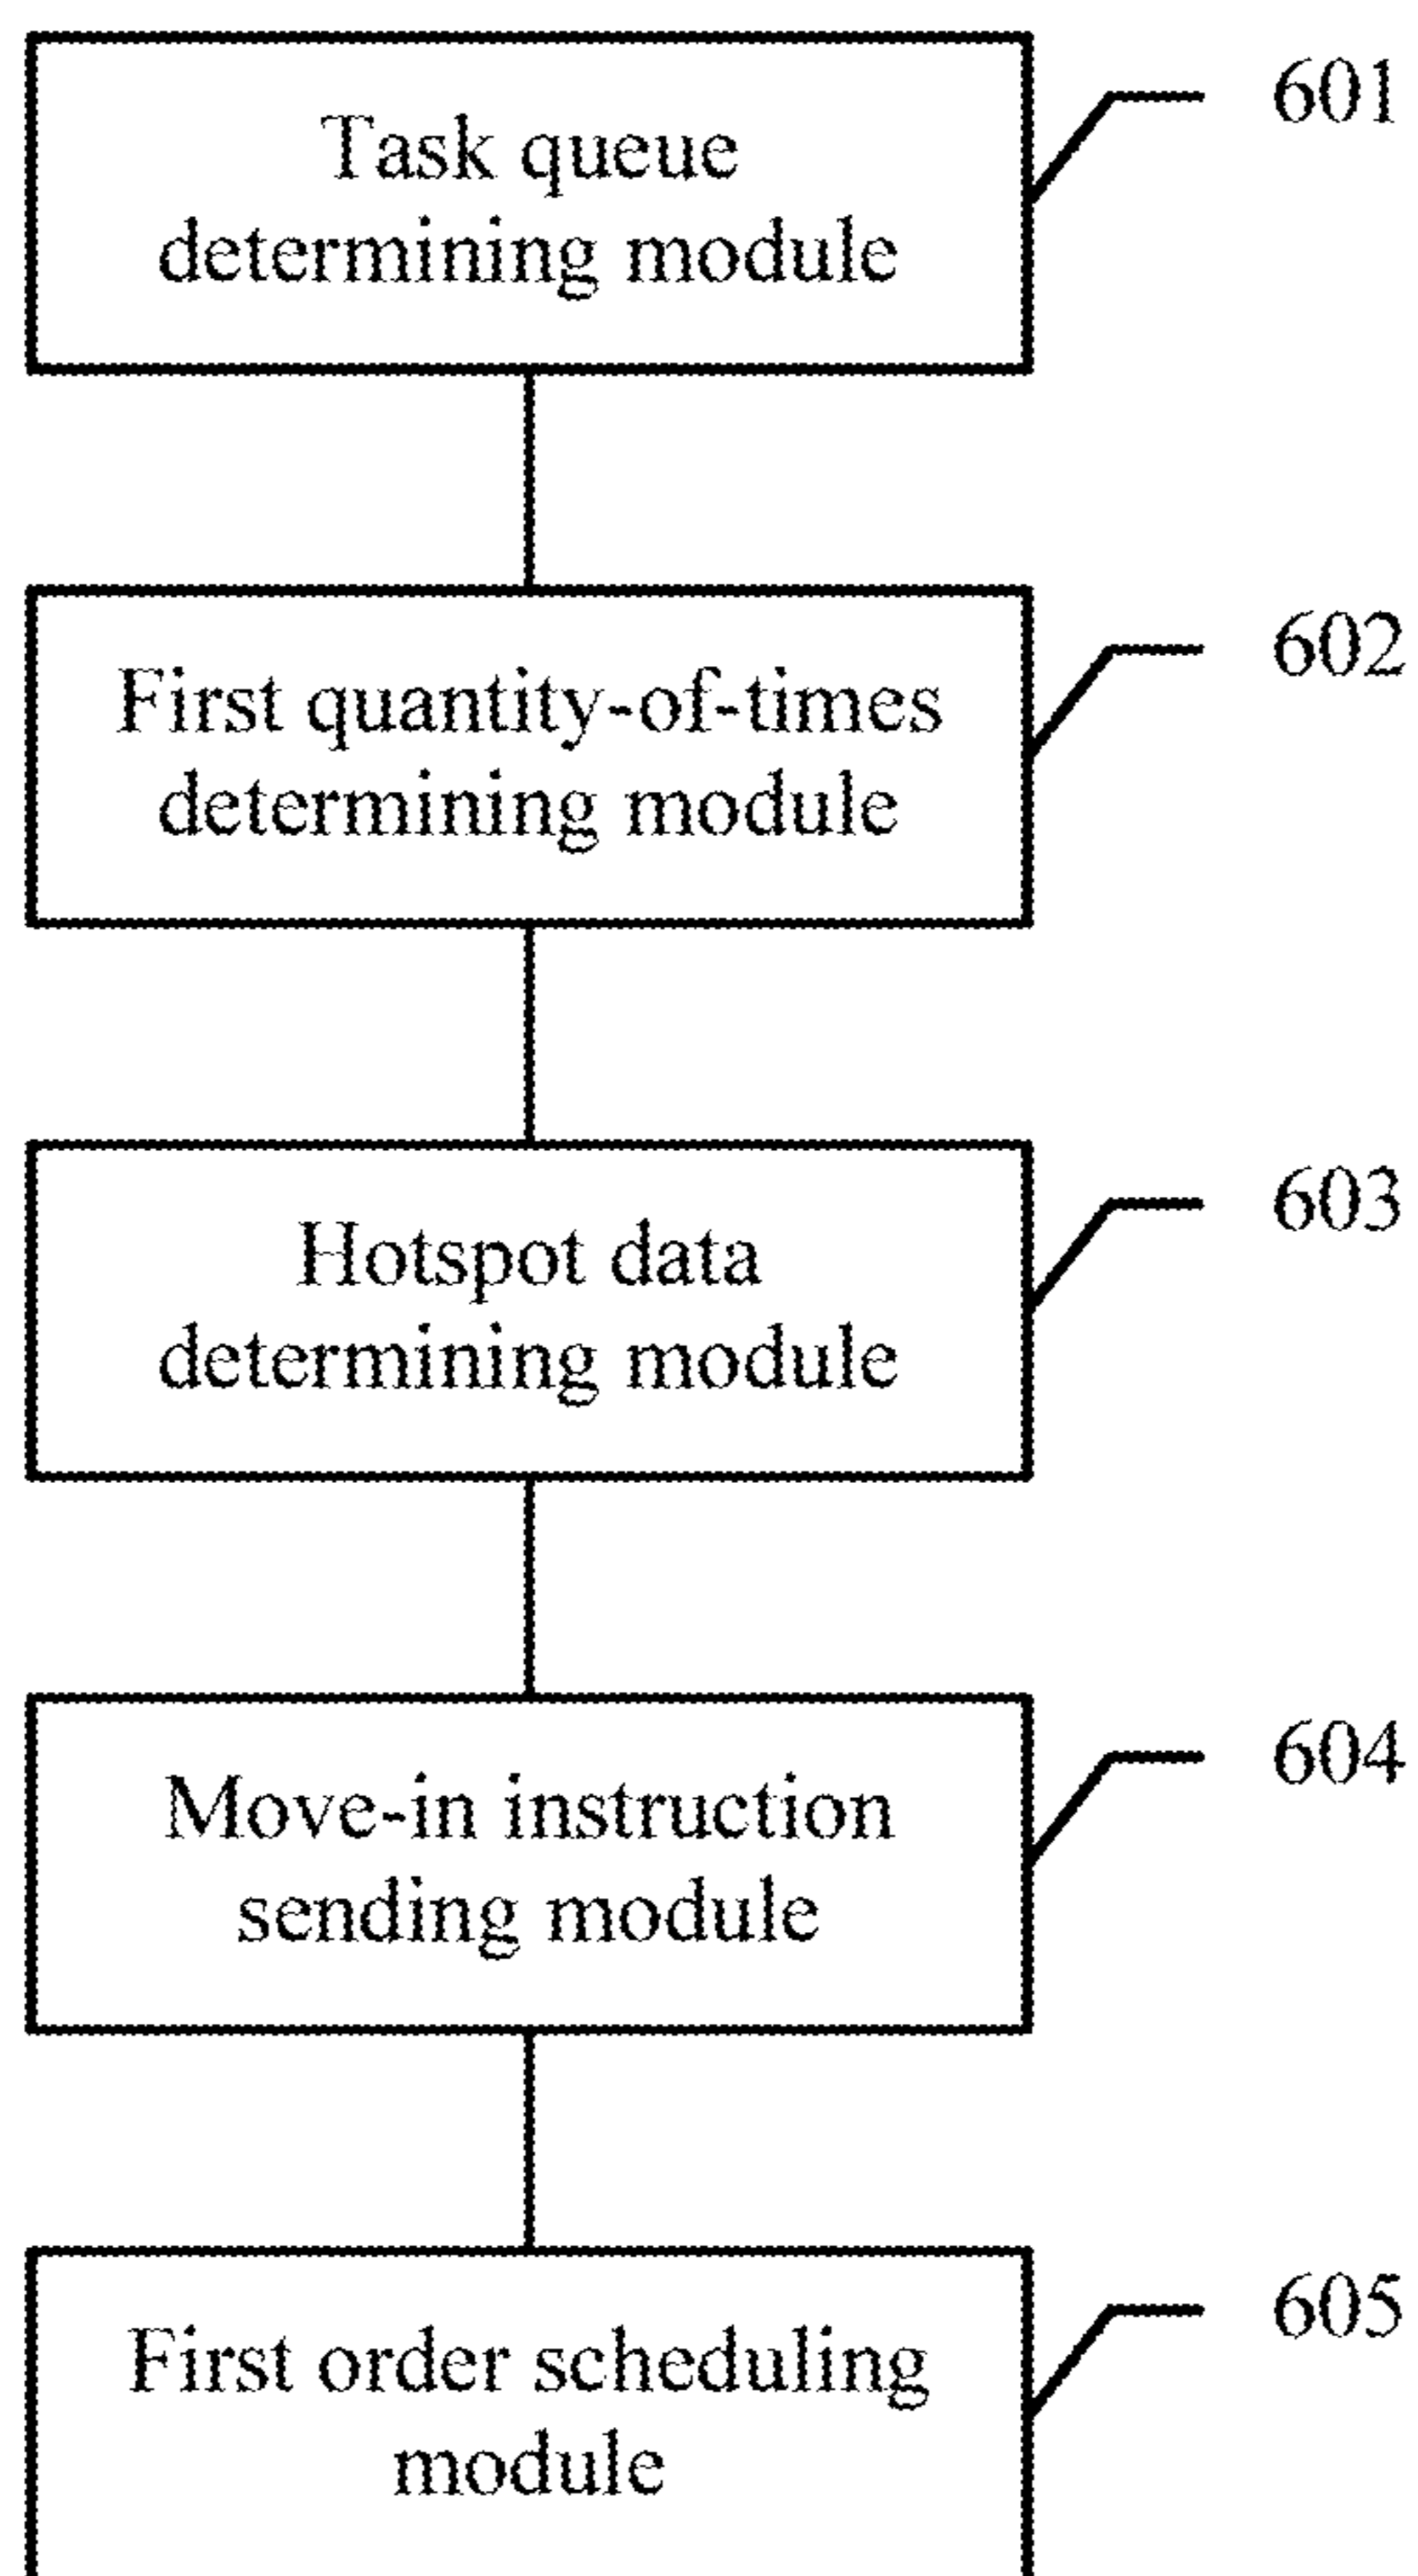 Task queue
determining module
601
First quantity-of-times
determining module
602
Hotspot data
determining module
603
Move-in instruction
sending module
604
First order scheduling
module
605